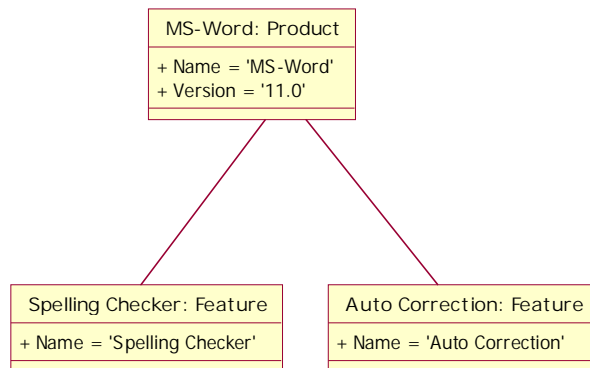 MS-Word: Product
+ Name = 'MS-Word'
+ Version = '11.0'
Spelling Checker: Feature
+ Name = 'Spelling Checker'
Auto Correction: Feature
+ Name = 'Auto Correction'